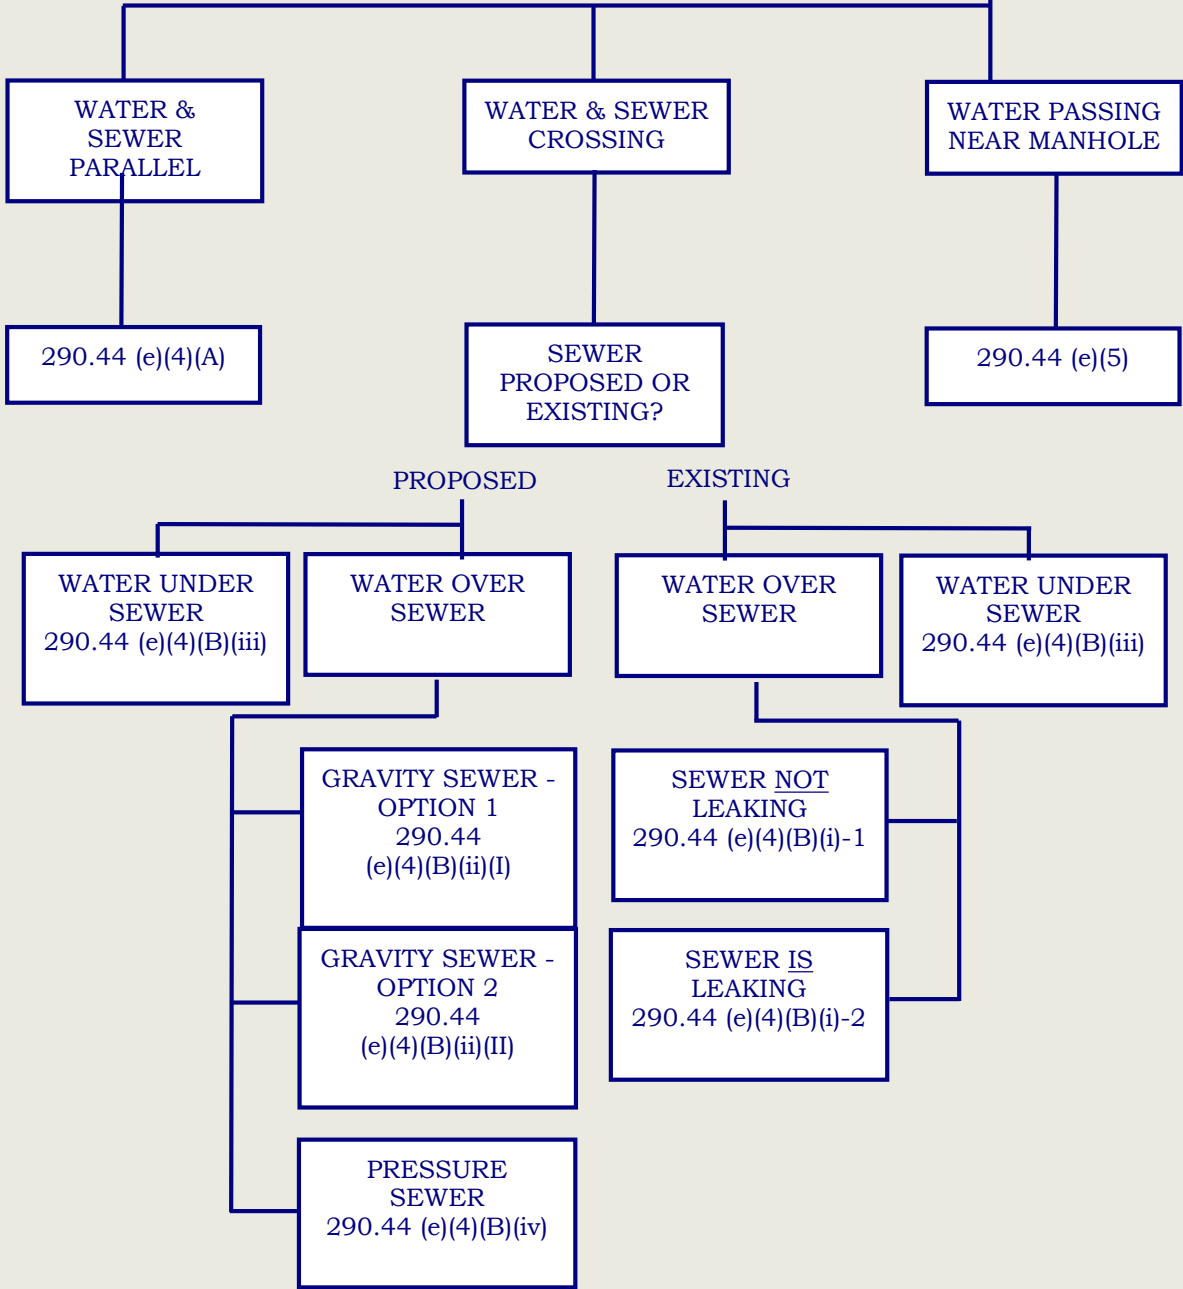 WATER &
SEWER
PARALLEL
WATER & SEWER
CROSSING
WATER PASSING
NEAR MANHOLE
290.44 (e)(4)(A)
SEWER
PROPOSED OR
EXISTING?
290.44 (e)(5)
PROPOSED
EXISTING
WATER UNDER
SEWER
290.44 (e)(4)(B)(iii)
WATER OVER
SEWER
WATER OVER
SEWER
WATER UNDER
SEWER
290.44 (e)(4)(B)(iii)
GRAVITY SEWER -
OPTION 1
290.44
(e)(4)(B)(ii)(I)
SEWER NOT
LEAKING
290.44 (e)(4)(B)(i)-1
GRAVITY SEWER -
OPTION 2
290.44
(e)(4)(B)(ii)(II)
SEWER IS
LEAKING
290.44 (e)(4)(B)(i)-2
PRESSURE
SEWER
290.44 (e)(4)(B)(iv)